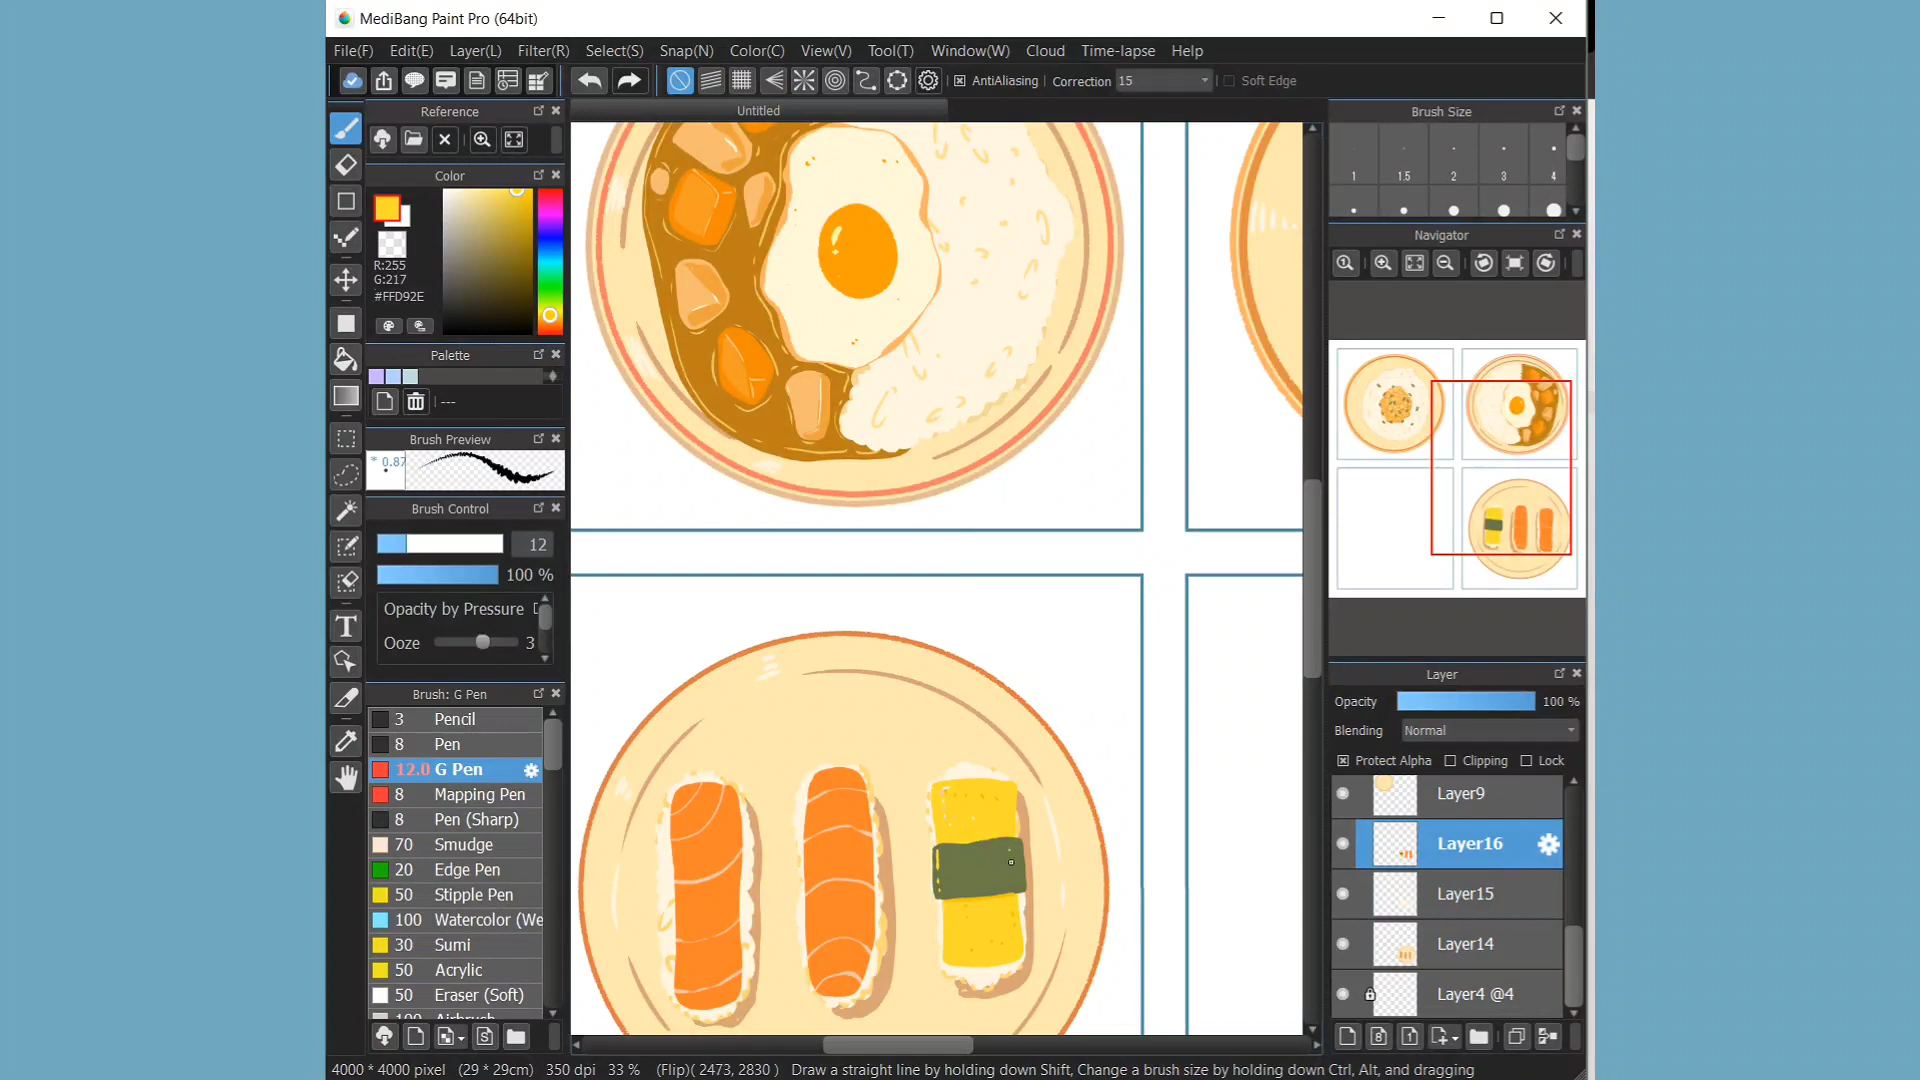 MediBang Paint Pro (64bit)
File(F) Edit(E) Layer(L) Filter(R) Select(S) Snap(N) Color(C) View(V) Tool(T) Window(W) Cloud Time-lapse Help
AntiAliasing Correction 15 Soft Edge
Reference
Untitled
Brush Size
1 1.5 2 3 4
Color
R:255
G:217
#FFD92E
Navigator
Palette
---
Brush Preview
* 0.87
Brush Control
12
100 %
Opacity by Pressure
Ooze 3
Brush: G Pen
3 Pencil
8 Pen
12.0 G Pen
8 Mapping Pen
8 Pen (Sharp)
70 Smudge
20 Edge Pen
50 Stipple Pen
100 Watercolor (We
30 Sumi
50 Acrylic
50 Eraser (Soft)
Layer
Opacity 100 %
Blending Normal
Protect Alpha Clipping Lock
Layer9
Layer16
Layer15
Layer14
Layer4 @4
4000 * 4000 pixel (29 * 29cm) 350 dpi 33 % (Flip)( 2473, 2830 ) Draw a straight line by holding down Shift, Change a brush size by holding down Ctrl, Alt, and dragging